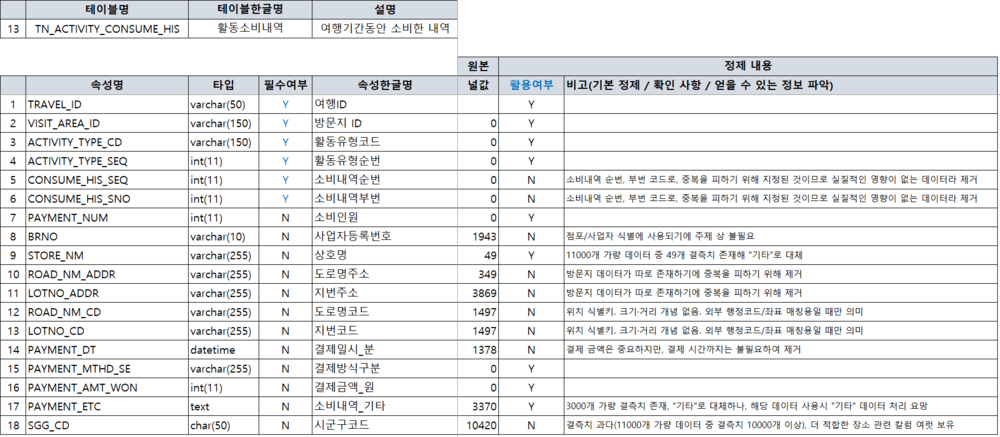 테이블명 테이블한글명 설명
13 TN_ACTIVITY_CONSUME_HIS 활동소비내역 여행기간동안 소비한 내역
원본 정제 내용
속성명 타입 필수여부 속성한글명 널값 활용여부 비고(기본 정제 / 확인 사항 / 얻을 수 있는 정보 파악)
1 TRAVEL_ID varchar(50) Y 여행ID Y
2 VISIT_AREA_ID varchar(150) Y 방문지 ID 0 Y
3 ACTIVITY_TYPE_CD varchar(150) Y 활동유형코드 0 Y
4 ACTIVITY_TYPE_SEQ int(11) Y 활동유형순번 0 Y
5 CONSUME_HIS_SEQ int(11) Y 소비내역순번 0 N 소비내역 순번, 부번 코드로, 중복을 피하기 위해 지정된 것이므로 실질적인 영향이 없는 데이터라 제거
6 CONSUME_HIS_SNO int(11) Y 소비내역부번 0 N 소비내역 순번, 부번 코드로, 중복을 피하기 위해 지정된 것이므로 실질적인 영향이 없는 데이터라 제거
7 PAYMENT_NUM int(11) N 소비인원 0 Y
8 BRNO varchar(10) N 사업자등록번호 1943 N 점포/사업자 식별에 사용되기에 주제 상 불필요
9 STORE_NM varchar(255) N 상호명 49 Y 11000개 가량 데이터 중 49개 결측치 존재해 "기타"로 대체
10 ROAD_NM_ADDR varchar(255) N 도로명주소 349 N 방문지 데이터가 따로 존재하기에 중복을 피하기 위해 제거
11 LOTNO_ADDR varchar(255) N 지번주소 3869 N 방문지 데이터가 따로 존재하기에 중복을 피하기 위해 제거
12 ROAD_NM_CD varchar(255) N 도로명코드 1497 N 위치 식별키. 크기·거리 개념 없음. 외부 행정코드/좌표 매칭용일 때만 의미
13 LOTNO_CD varchar(255) N 지번코드 1497 N 위치 식별키. 크기·거리 개념 없음. 외부 행정코드/좌표 매칭용일 때만 의미
14 PAYMENT_DT datetime N 결제일시_분 1378 N 결제 금액은 중요하지만, 결제 시간까지는 불필요하여 제거
15 PAYMENT_MTHD_SE varchar(255) N 결제방식구분 0 Y
16 PAYMENT_AMT_WON int(11) N 결제금액_원 0 Y
17 PAYMENT_ETC text N 소비내역_기타 3370 Y 3000개 가량 결측치 존재, "기타"로 대체하나, 해당 데이터 사용시 "기타" 데이터 처리 요망
18 SGG_CD char(50) N 시군구코드 10420 N 결측치 과다(11000개 가량 데이터 중 결측치 10000개 이상), 더 적합한 장소 관련 칼럼 여럿 보유